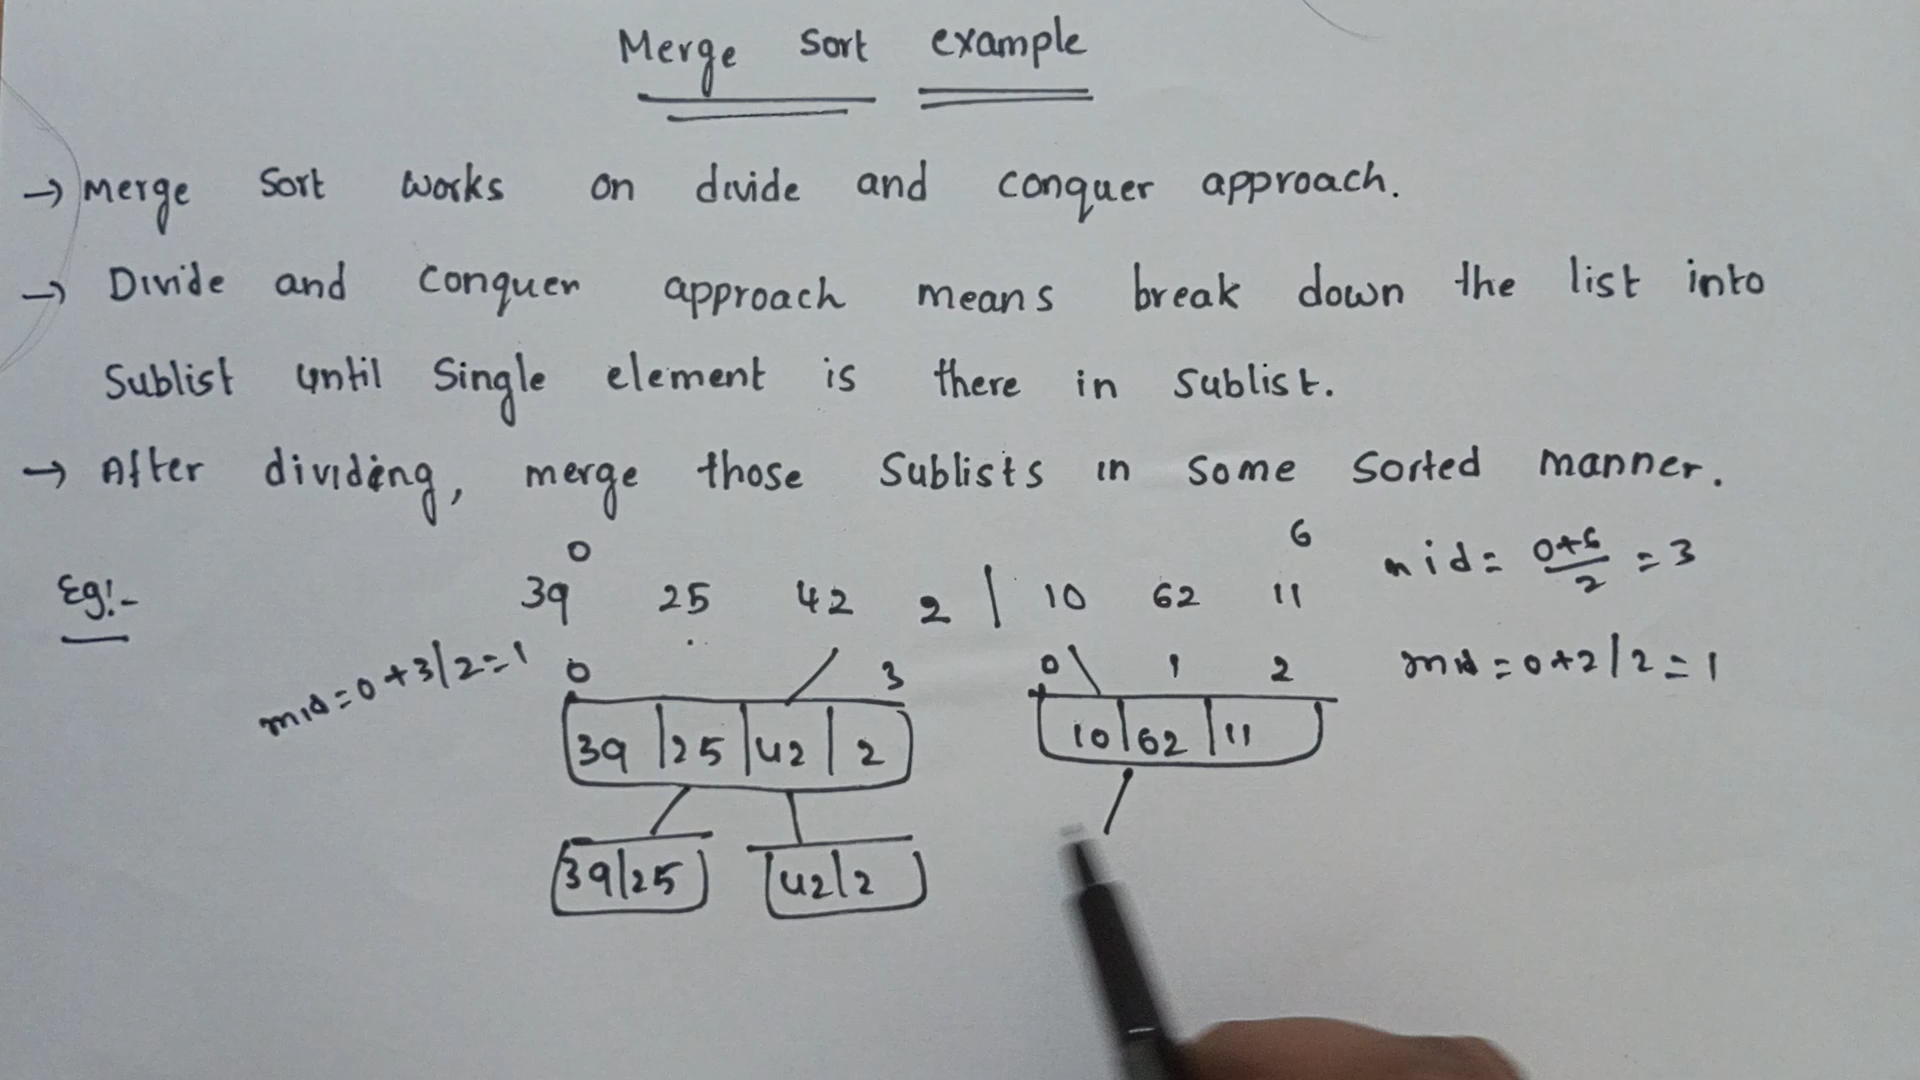 Merge Sort example
→ Merge Sort works on divide and conquer approach.
→ Divide and conquer approach means break down the list into
Sublist until Single element is there in Sublist.
→ After dividing, merge those Sublists in some Sorted manner.
0 6
Eg:- 39 25 42 2 | 10 62 11 mid = 0+6/2 = 3
mid = 0+3/2 = 1 0 3 0 1 2 mid = 0+2/2 = 1
39 | 25 | 42 | 2 10 | 62 | 11
39 | 25 42 | 2